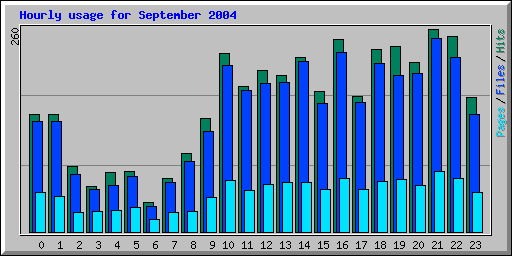 Hourly usage for September 2004
260
Pages/Files/Hits
0 1 2 3 4 5 6 7 8 9 10 11 12 13 14 15 16 17 18 19 20 21 22 23